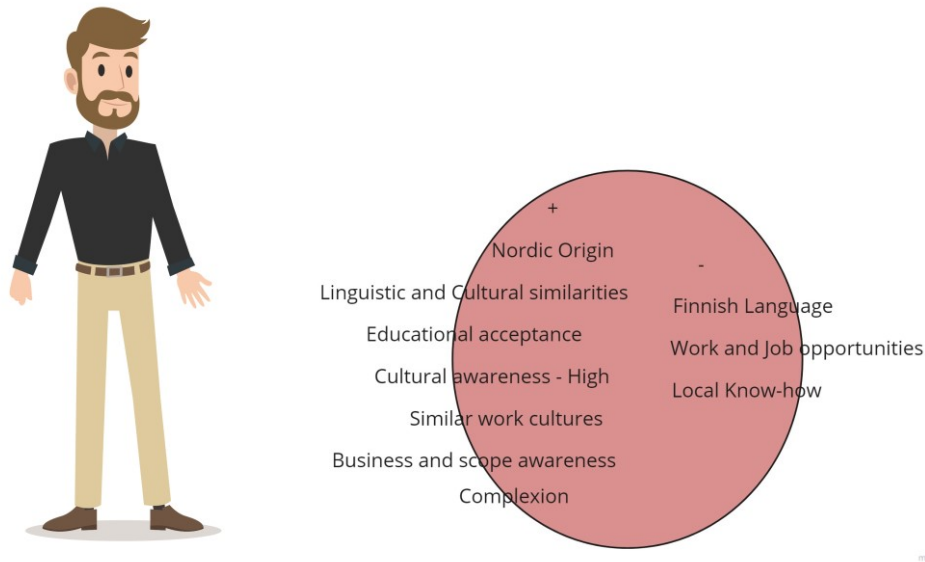 +
Nordic Origin
Linguistic and Cultural similarities
Educational acceptance
Cultural awareness - High
Similar work cultures
Business and scope awareness
Complexion
-
Finnish Language
Work and Job opportunities
Local Know-how